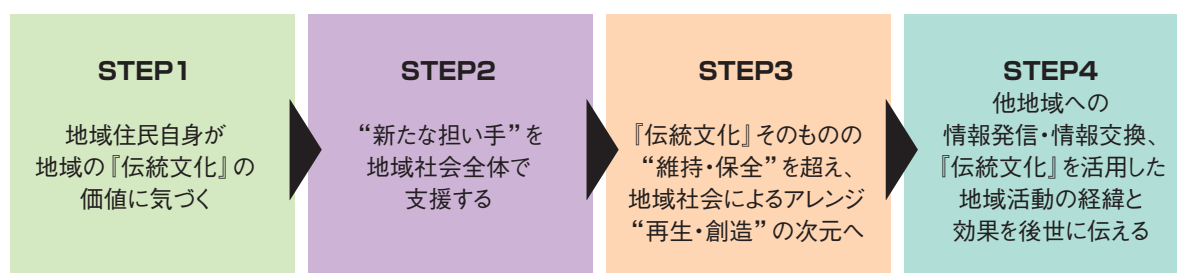 STEP1
地域住民自身が
地域の『伝統文化』の
価値に気づく
STEP2
“新たな担い手”を
地域社会全体で
支援する
STEP3
『伝統文化』そのものの
“維持・保全”を超え、
地域社会によるアレンジ
“再生・創造”の次元へ
STEP4
他地域への
情報発信・情報交換、
『伝統文化』を活用した
地域活動の経緯と
効果を後世に伝える